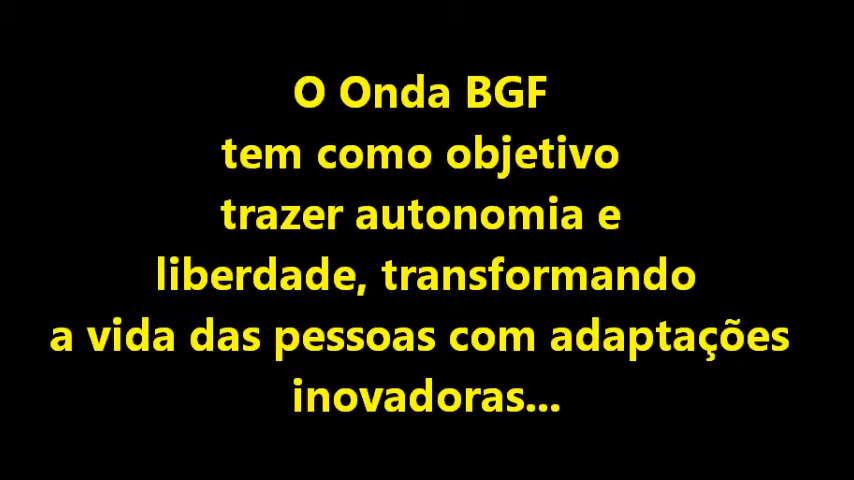 O Onda BGF
tem como objetivo
trazer autonomia e
liberdade, transformando
a vida das pessoas com adaptações
inovadoras...